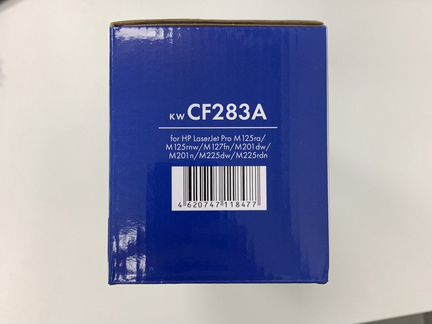 KW CF283A
for HP LaserJet Pro M125ra/
M125rnw/M127fn/M201dw/
M201n/M225dw/M225rdn
4 620747 118477